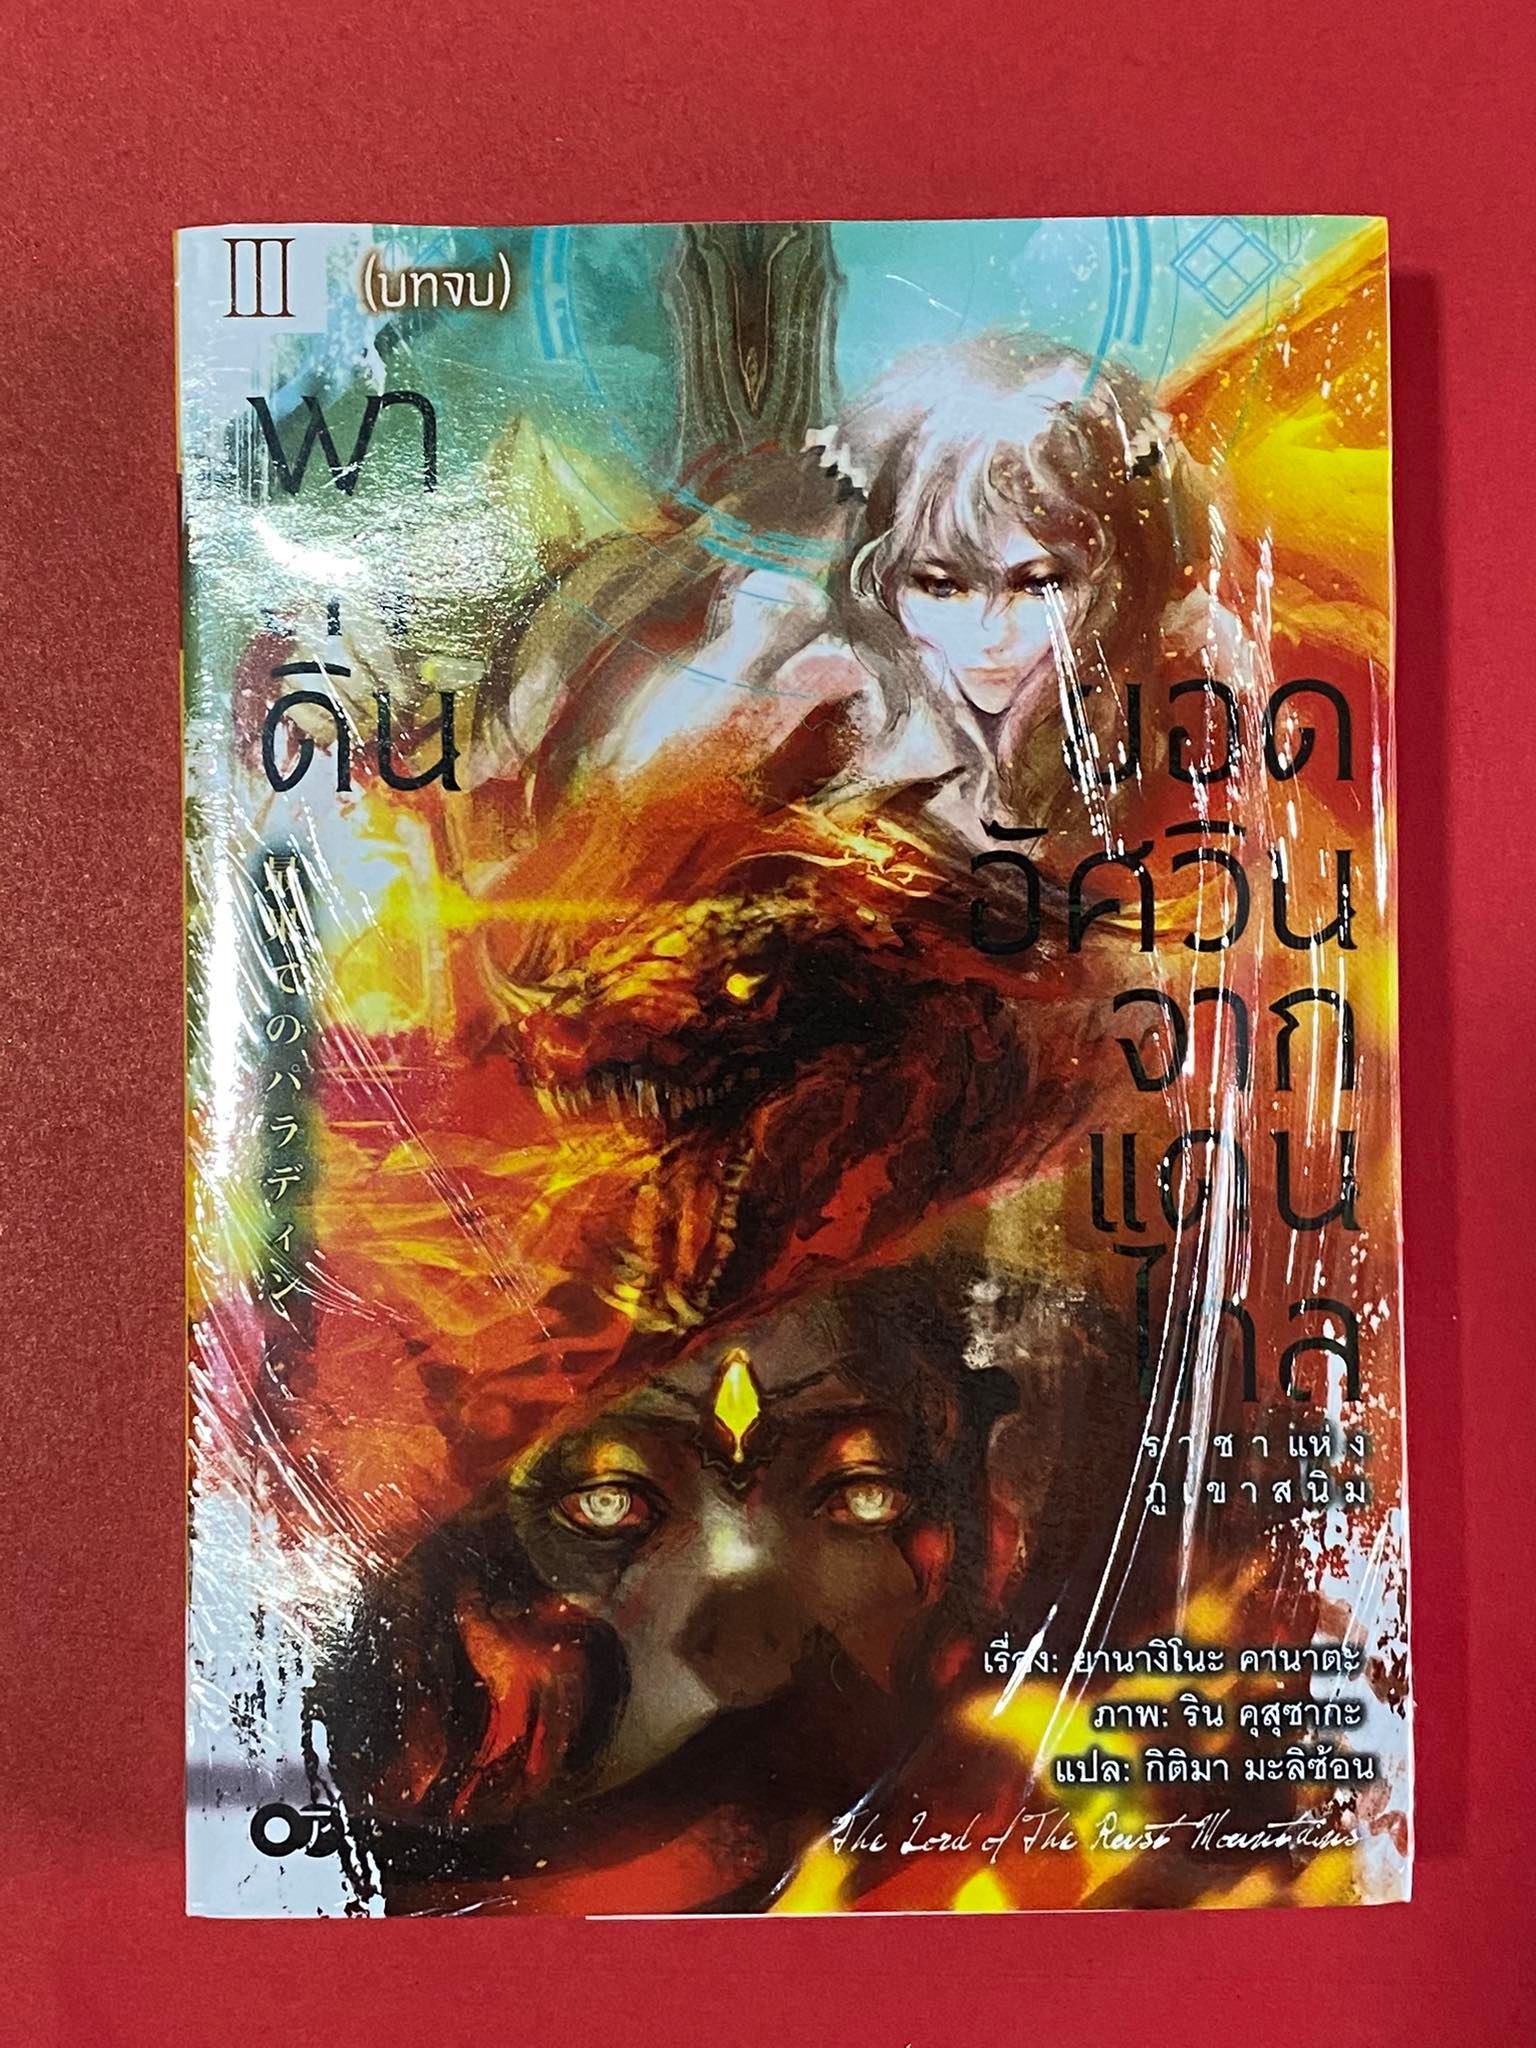 III
(บทจบ)
พา
ดิน
最果てのパラディン
ยอด
อัศวิน
จาก
แดน
ไกล
ราชาแห่ง
ภูเขาสนิม
เรื่อง: ยานางิโนะ คานาตะ
ภาพ: ริน คุสุซากะ
แปล: กิติมา มะลิซ้อน
The Lord of The Rust Mountains